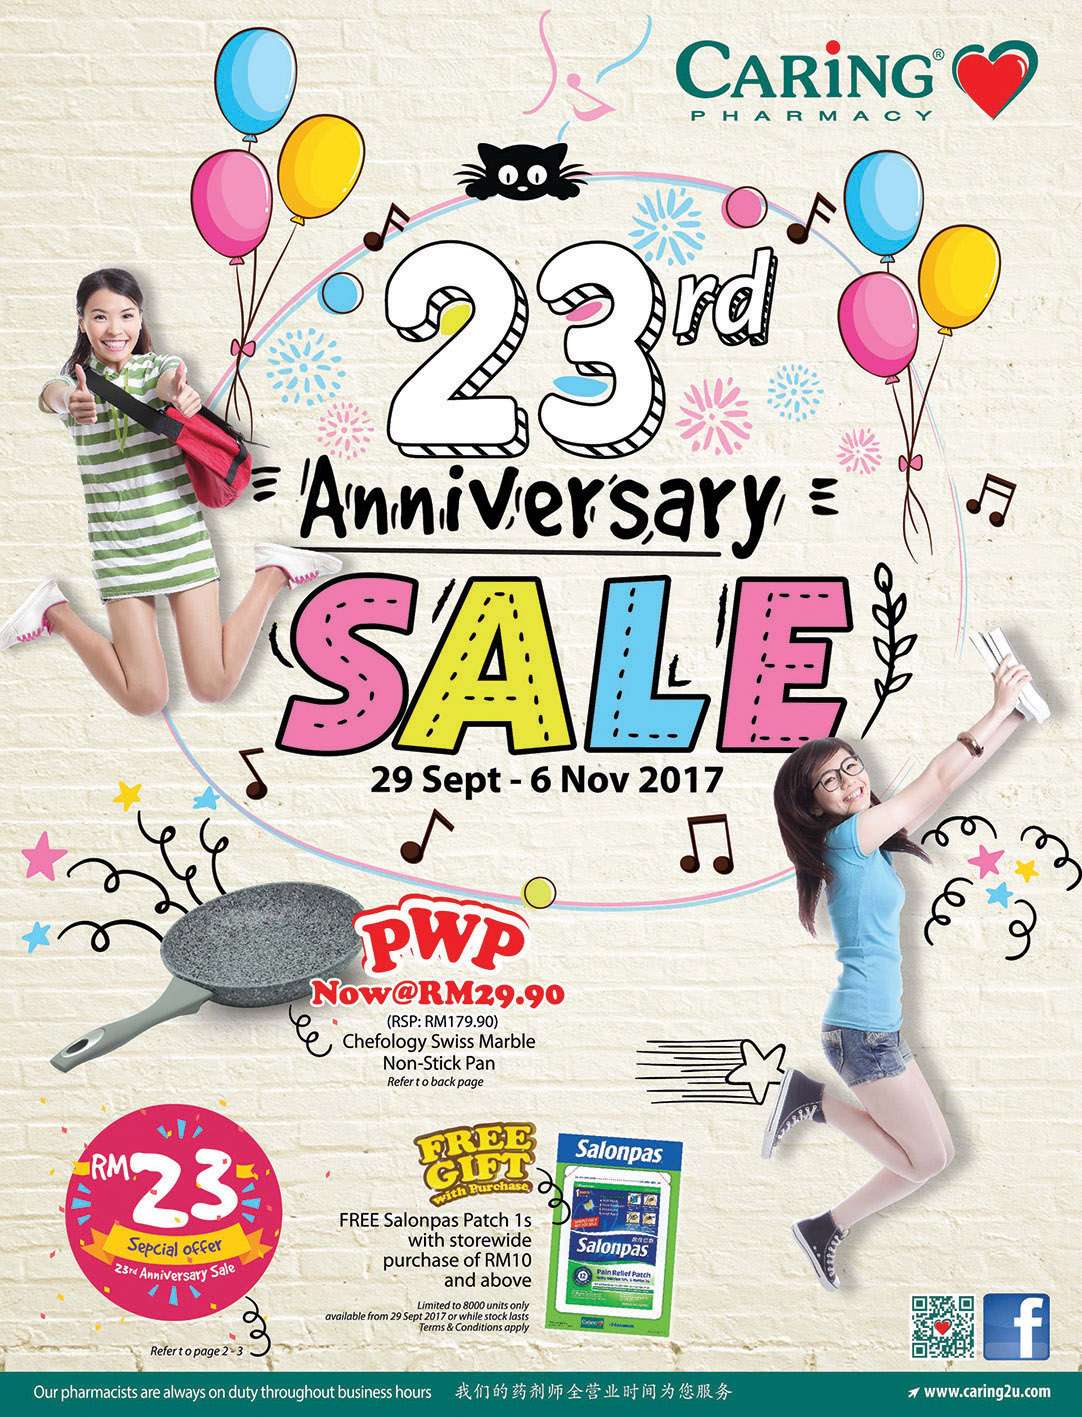 CARiNG®
PHARMACY
23rd
Anniversary
SALE
29 Sept - 6 Nov 2017
PWP
Now@RM29.90
(RSP: RM179.90)
Chefology Swiss Marble
Non-Stick Pan
Refer t o back page
RM23
Sepcial offer
23rd Anniversary Sale
Refer t o page 2 - 3
FREE
GIFT
with Purchase
FREE Salonpas Patch 1s
with storewide
purchase of RM10
and above
Limited to 8000 units only
available from 29 Sept 2017 or while stock lasts
Terms & Conditions apply
Salonpas
Salonpas
Pain Relief Patch
Our pharmacists are always on duty throughout business hours 我们的药剂师全营业时间为您服务
www.caring2u.com